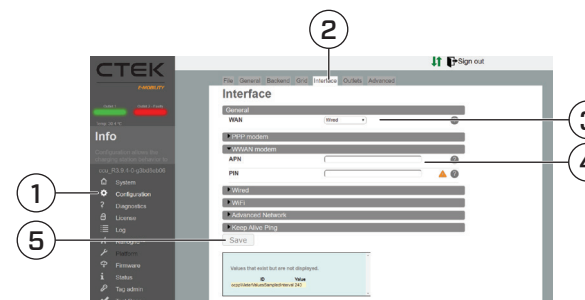 2
Sign out
CTEK
E-MOBILITY
File General Backend Grid Interface Outlets Advanced
Interface
General
WAN Wired
3
PPP modem
WWAN modem
APN
4
PIN
Info
System
1
Configuration
Wired
Diagnostics
WiFi
License
Advanced Network
Log
Keep Alive Ping
5
Save
Platform
Firmware
Values that exist but are not displayed.
Status
ID Value
Tag admin
240